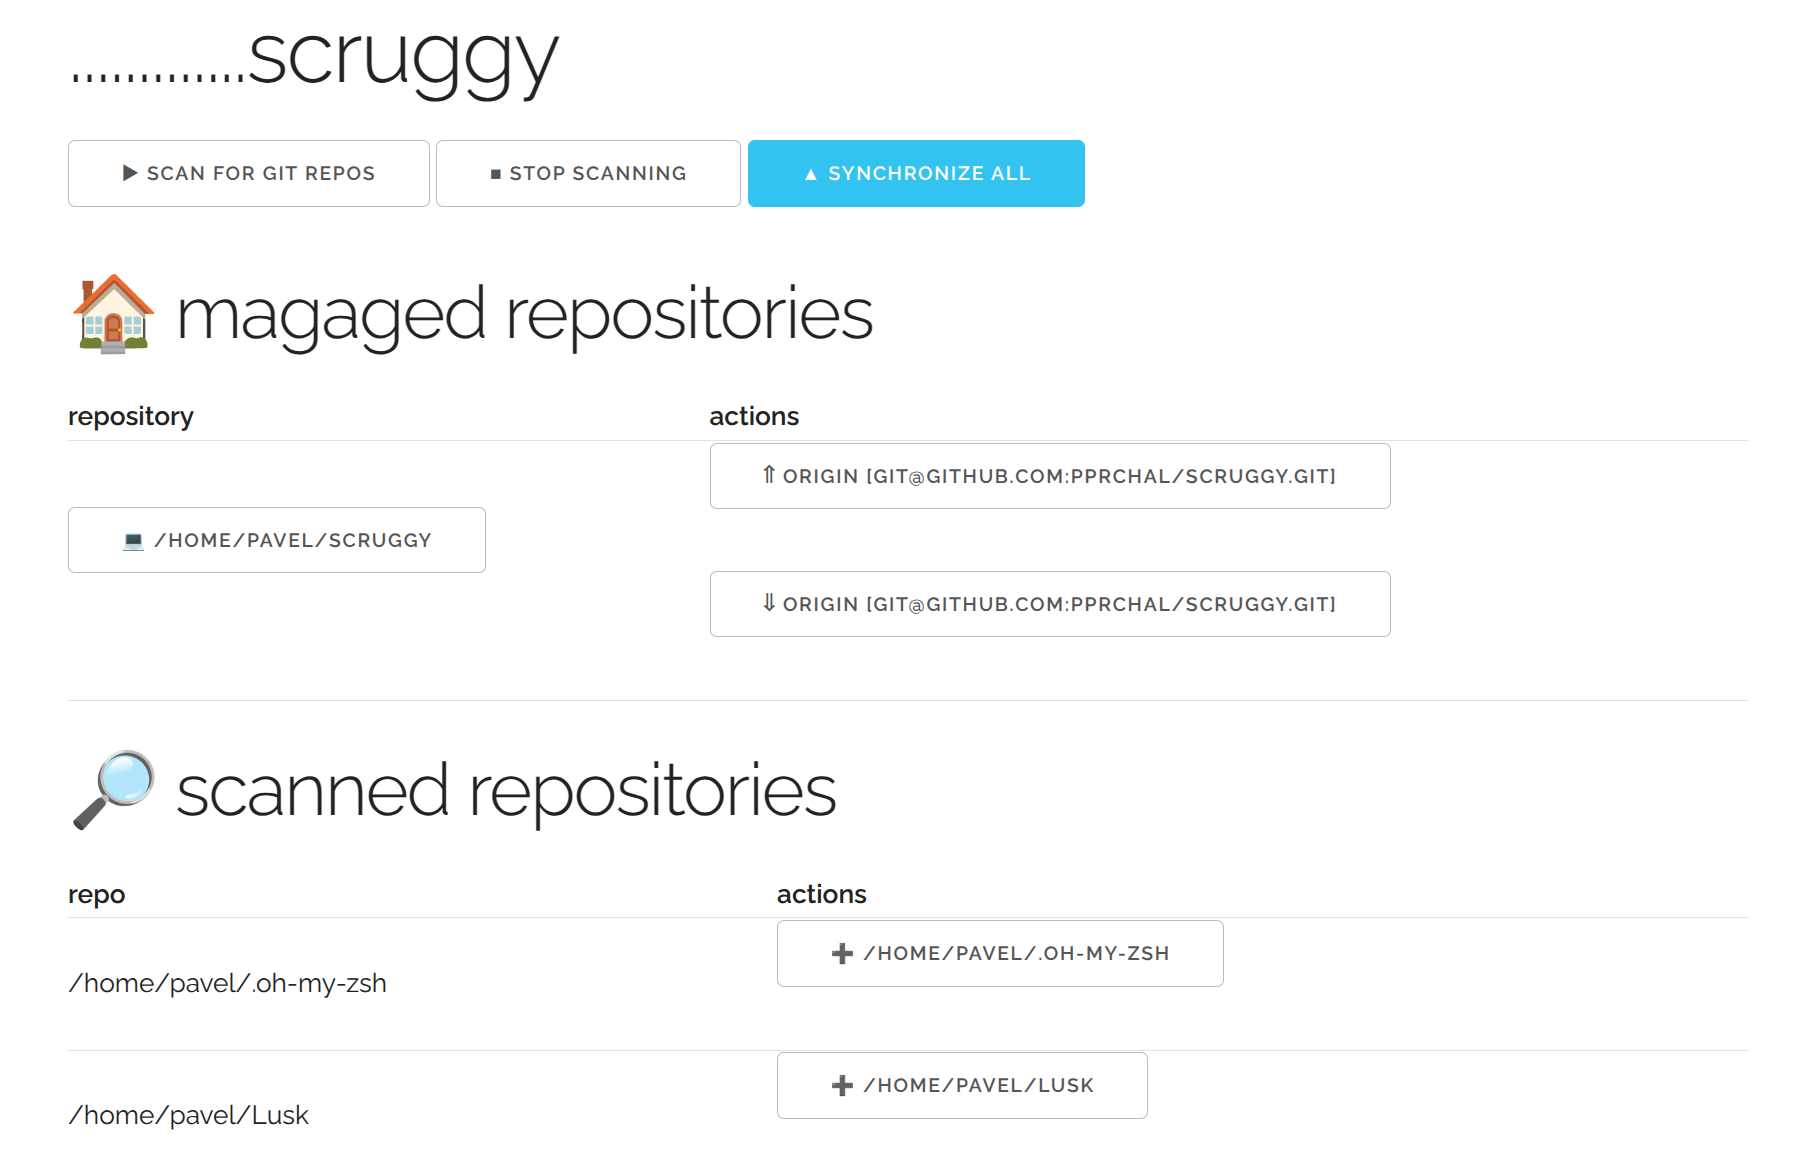 .............scruggy
▶ SCAN FOR GIT REPOS ■ STOP SCANNING ▲ SYNCHRONIZE ALL
🏠 magaged repositories
repository actions
⇑ ORIGIN [GIT@GITHUB.COM:PPRCHAL/SCRUGGY.GIT]
💻 /HOME/PAVEL/SCRUGGY
⇓ ORIGIN [GIT@GITHUB.COM:PPRCHAL/SCRUGGY.GIT]
🔎 scanned repositories
repo actions
➕ /HOME/PAVEL/.OH-MY-ZSH
/home/pavel/.oh-my-zsh
➕ /HOME/PAVEL/LUSK
/home/pavel/Lusk